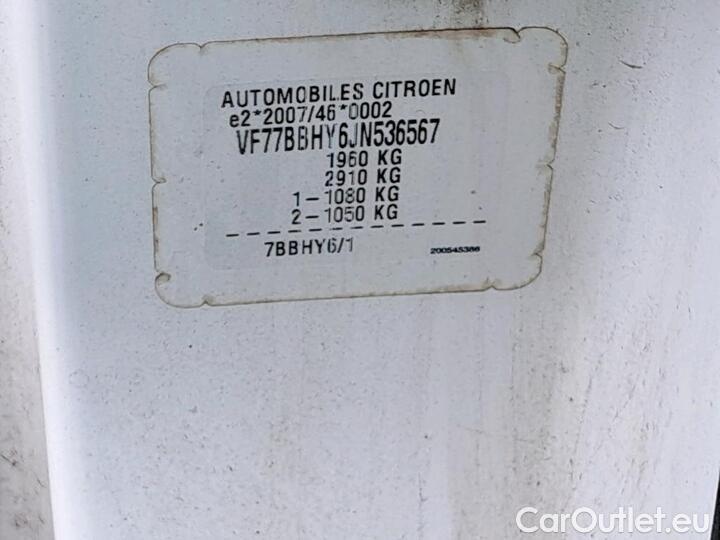 AUTOMOBILES CITROEN
e2*2007/46*0002
VF77BBHY6JN536567
1960 KG
2910 KG
1-1080 KG
2-1050 KG
7BBHY6/1
200545386
CarOutlet.eu